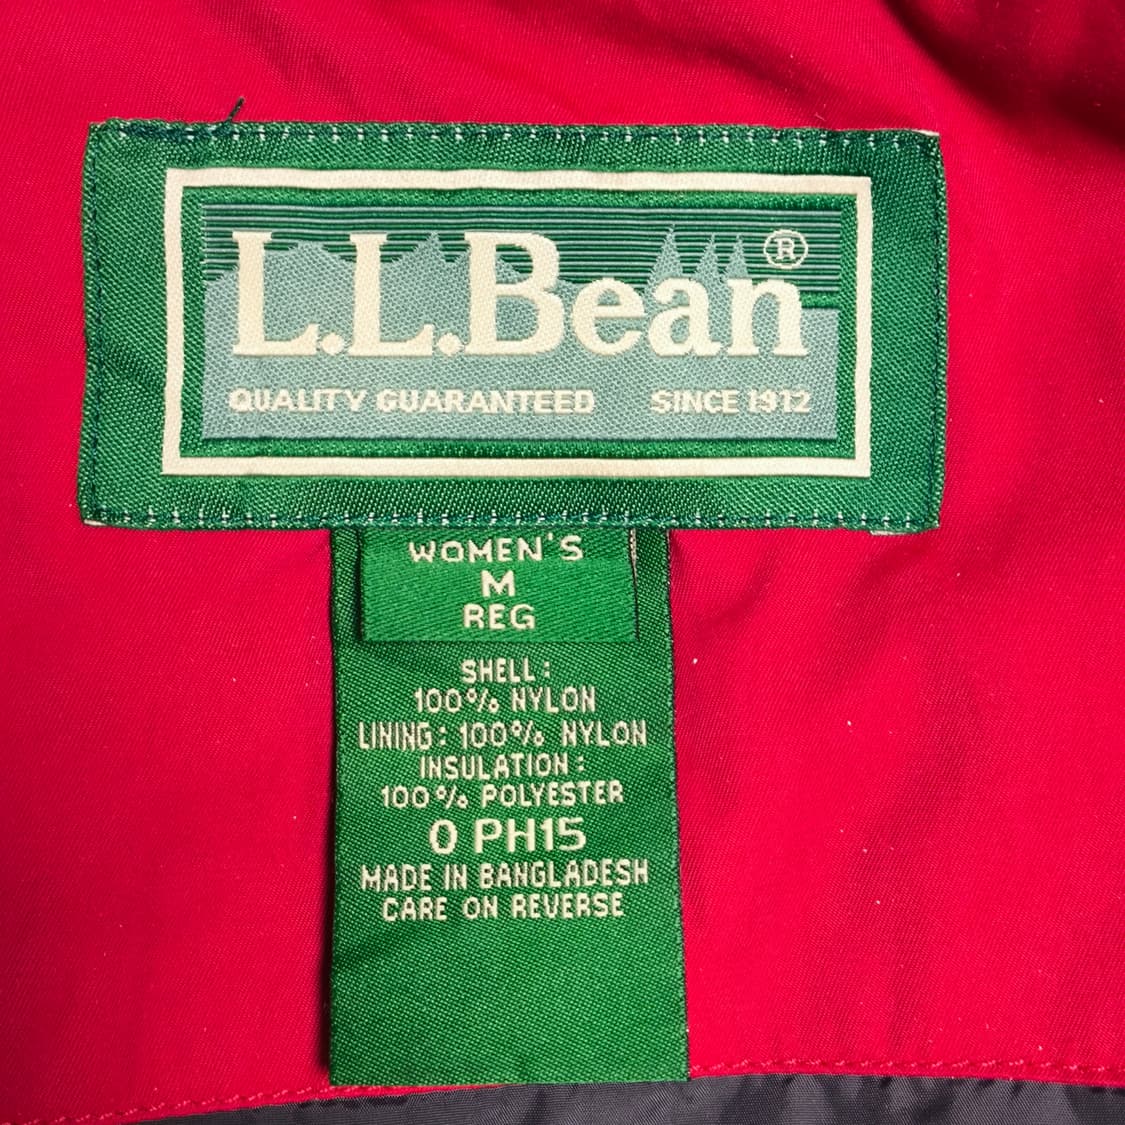 L.L.Bean ®
QUALITY GUARANTEED SINCE 1912
WOMEN'S
M
REG
SHELL:
100% NYLON
LINING: 100% NYLON
INSULATION:
100% POLYESTER
0 PH15
MADE IN BANGLADESH
CARE ON REVERSE